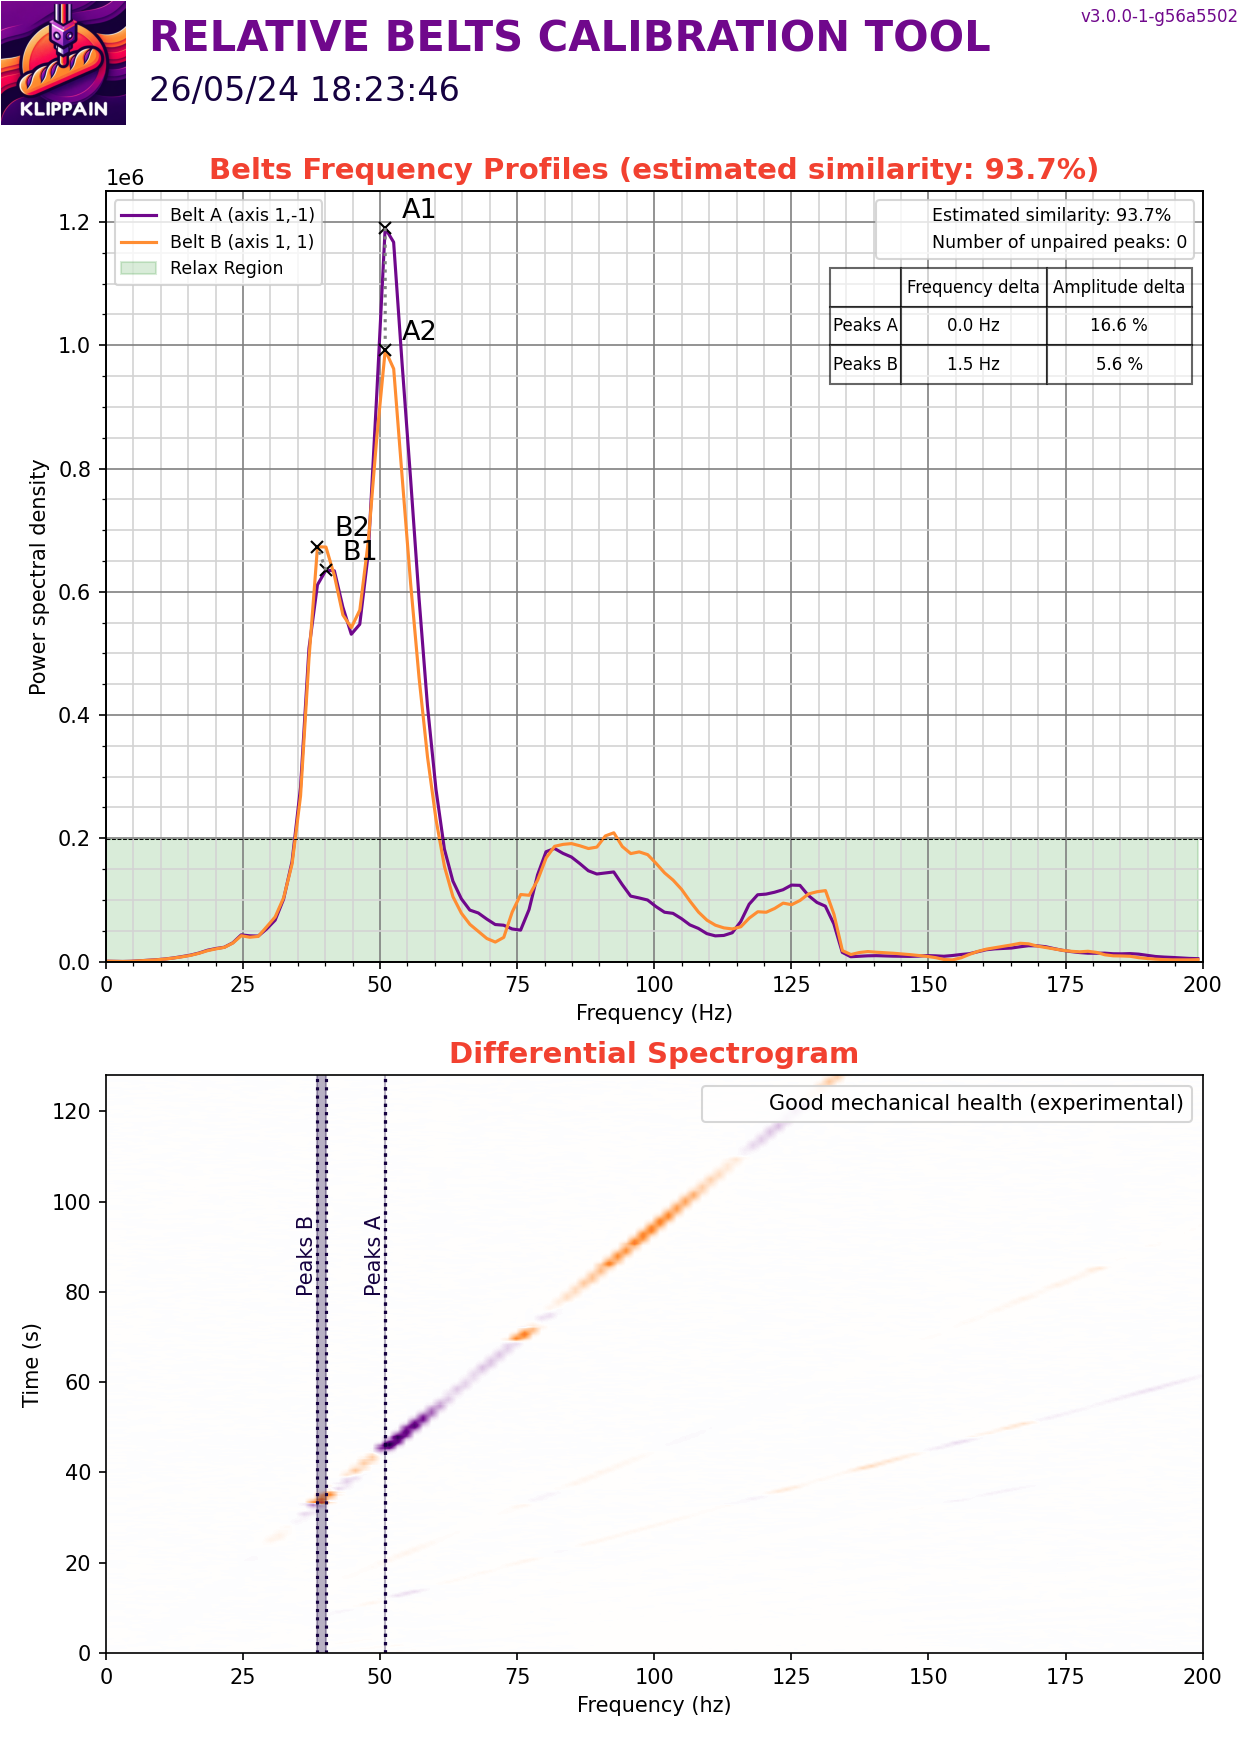 RELATIVE BELTS CALIBRATION TOOL
v3.0.0-1-g56a5502
26/05/24 18:23:46
KLIPPAIN
Belts Frequency Profiles (estimated similarity: 93.7%)
1e6
Belt A (axis 1,-1)
Belt B (axis 1, 1)
Relax Region
Estimated similarity: 93.7%
Number of unpaired peaks: 0
Frequency delta Amplitude delta
Peaks A 0.0 Hz 16.6 %
Peaks B 1.5 Hz 5.6 %
A1
A2
B2
B1
Power spectral density
1.2
1.0
0.8
0.6
0.4
0.2
0.0
0 25 50 75 100 125 150 175 200
Frequency (Hz)
Differential Spectrogram
Good mechanical health (experimental)
Peaks B
Peaks A
Time (s)
120
100
80
60
40
20
0
0 25 50 75 100 125 150 175 200
Frequency (hz)